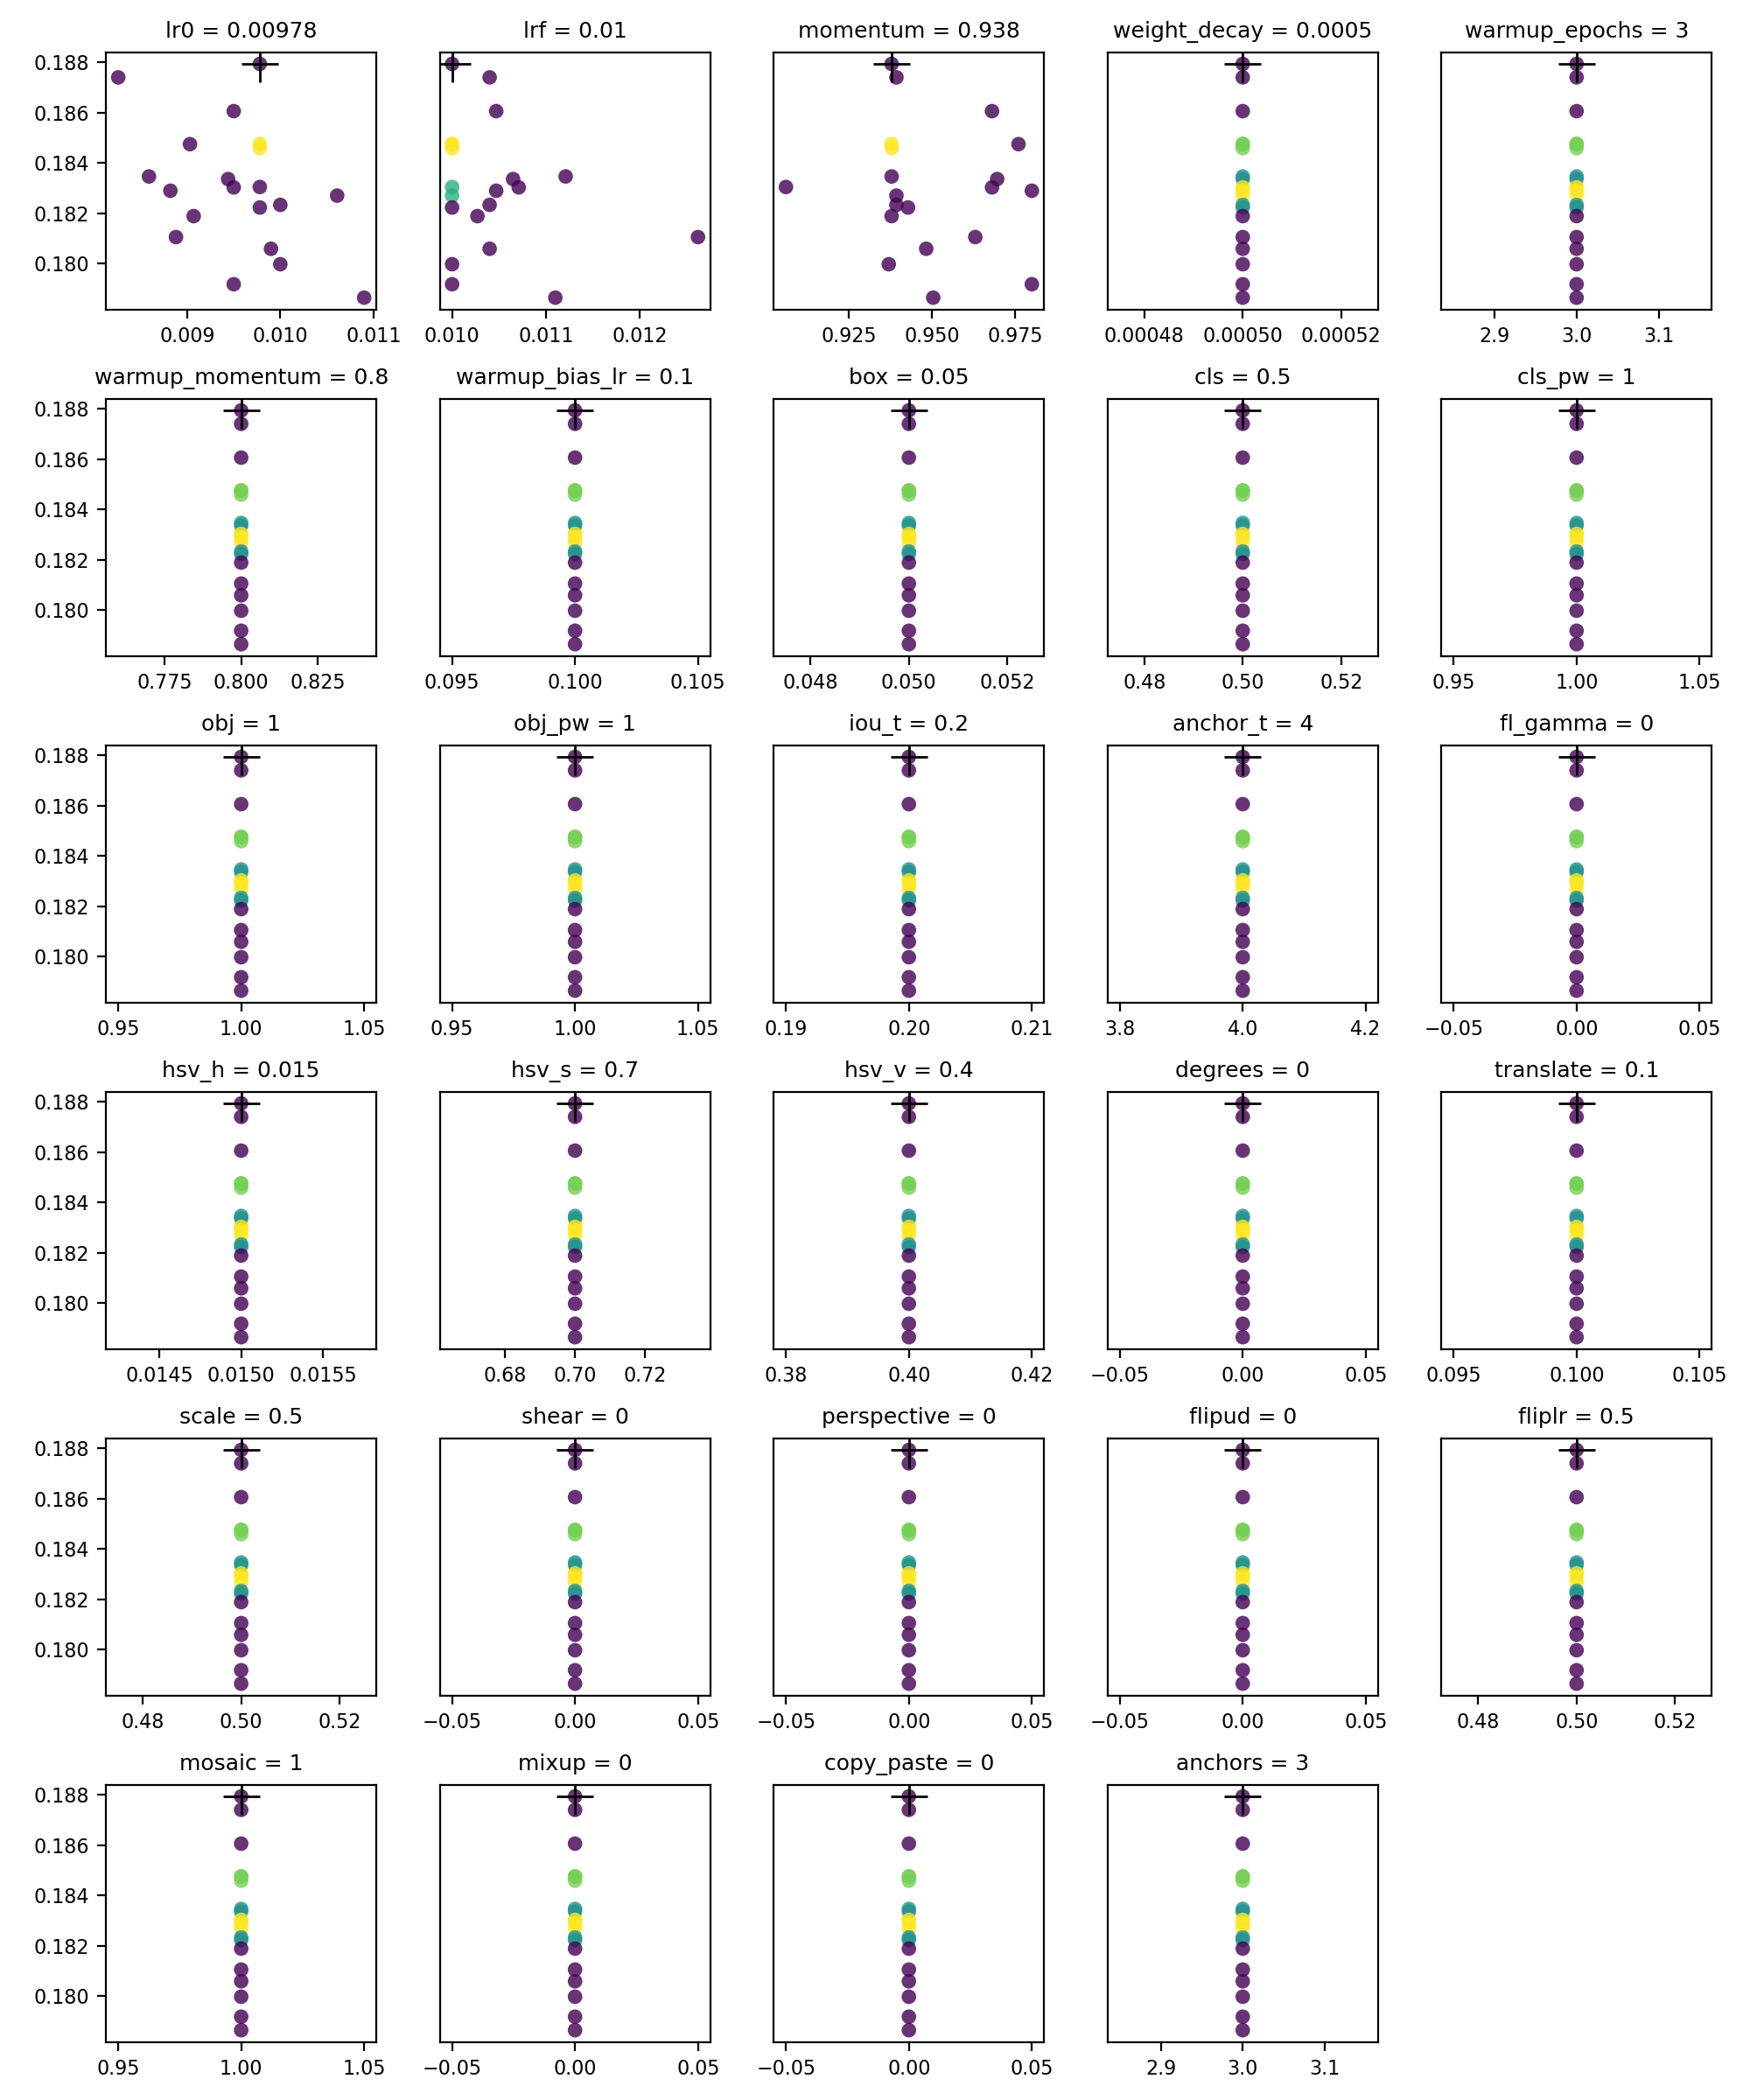 lr0 = 0.00978 lrf = 0.01 momentum = 0.938 weight_decay = 0.0005 warmup_epochs = 3
0.188
0.186
0.184
0.182
0.180
0.009 0.010 0.011 0.010 0.011 0.012 0.925 0.950 0.975 0.00048 0.00050 0.00052 2.9 3.0 3.1
warmup_momentum = 0.8 warmup_bias_lr = 0.1 box = 0.05 cls = 0.5 cls_pw = 1
0.188
0.186
0.184
0.182
0.180
0.775 0.800 0.825 0.095 0.100 0.105 0.048 0.050 0.052 0.48 0.50 0.52 0.95 1.00 1.05
obj = 1 obj_pw = 1 iou_t = 0.2 anchor_t = 4 fl_gamma = 0
0.188
0.186
0.184
0.182
0.180
0.95 1.00 1.05 0.95 1.00 1.05 0.19 0.20 0.21 3.8 4.0 4.2 −0.05 0.00 0.05
hsv_h = 0.015 hsv_s = 0.7 hsv_v = 0.4 degrees = 0 translate = 0.1
0.188
0.186
0.184
0.182
0.180
0.0145 0.0150 0.0155 0.68 0.70 0.72 0.38 0.40 0.42 −0.05 0.00 0.05 0.095 0.100 0.105
scale = 0.5 shear = 0 perspective = 0 flipud = 0 fliplr = 0.5
0.188
0.186
0.184
0.182
0.180
0.48 0.50 0.52 −0.05 0.00 0.05 −0.05 0.00 0.05 −0.05 0.00 0.05 0.48 0.50 0.52
mosaic = 1 mixup = 0 copy_paste = 0 anchors = 3
0.188
0.186
0.184
0.182
0.180
0.95 1.00 1.05 −0.05 0.00 0.05 −0.05 0.00 0.05 2.9 3.0 3.1